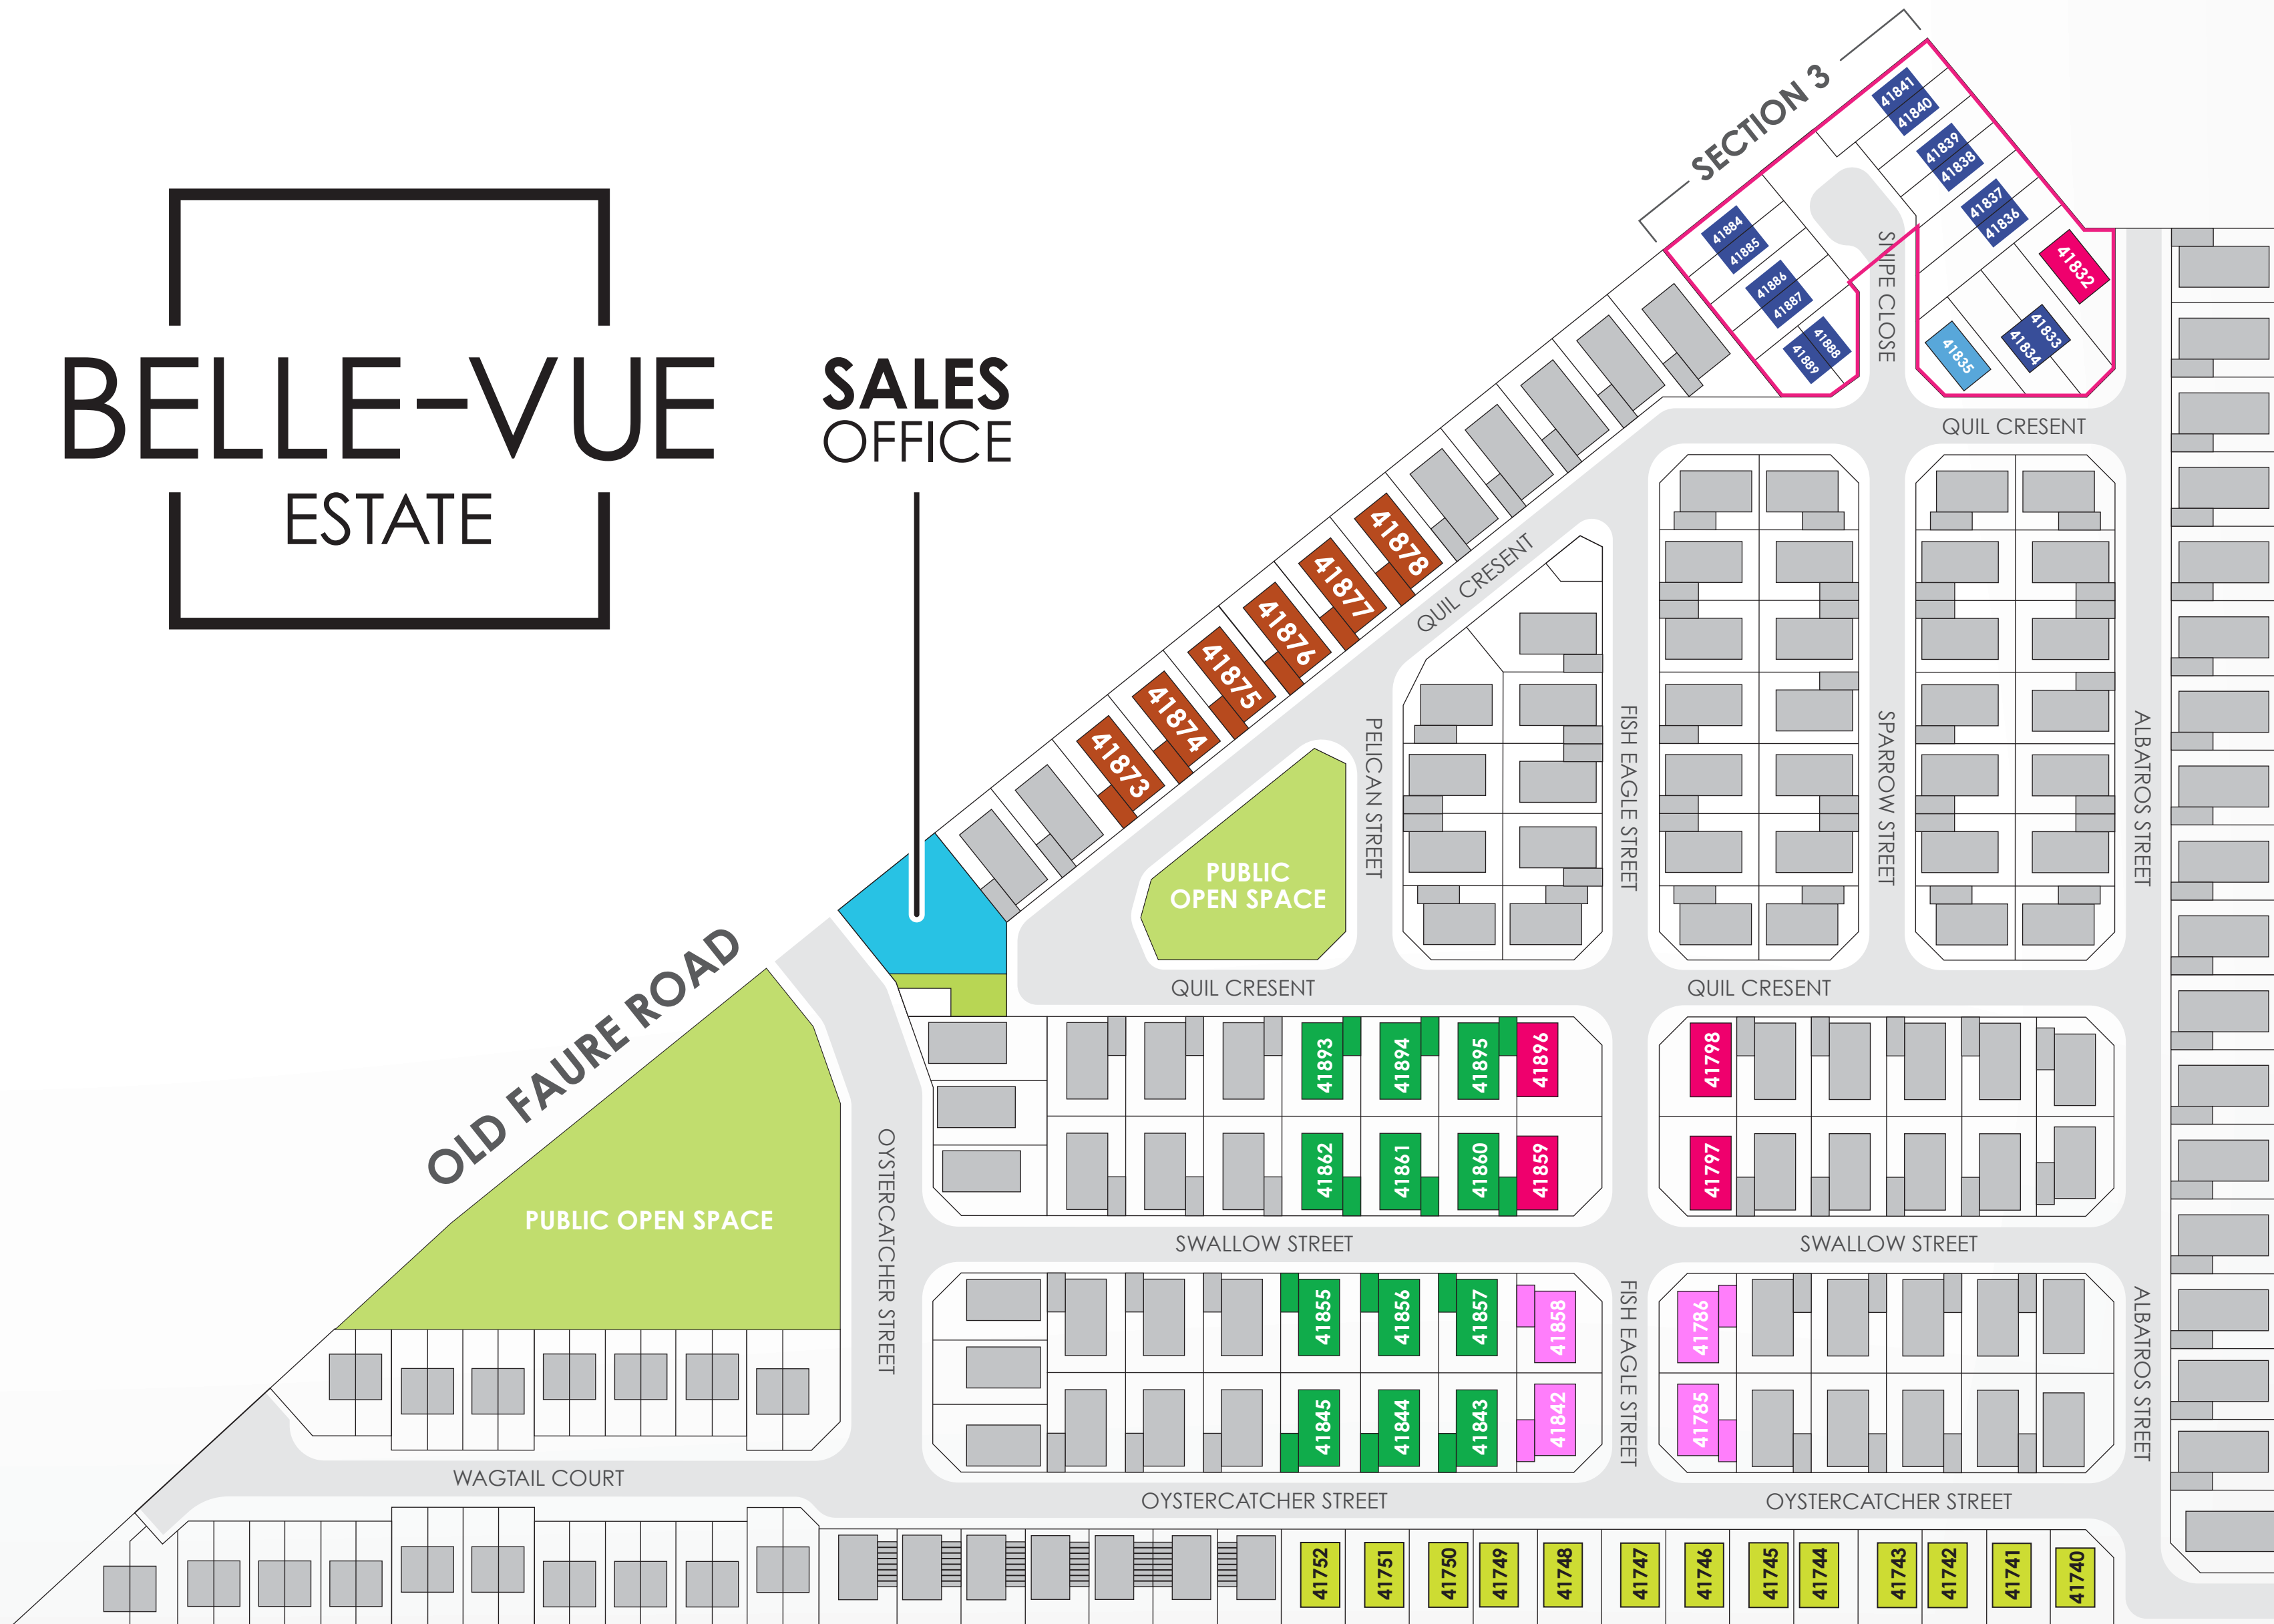 BELLE-VUE
ESTATE
SALES
OFFICE
SECTION 3
41841
41840
41839
41838
41837
41836
41884
41885
41886
41887
41888
41889
41832
41833
41834
41835
SNIPE CLOSE
QUIL CRESENT
41878
41877
41876
41875
41874
41873
QUIL CRESENT
PELICAN STREET
FISH EAGLE STREET
SPARROW STREET
ALBATROS STREET
PUBLIC
OPEN SPACE
OLD FAURE ROAD
QUIL CRESENT
QUIL CRESENT
41893
41894
41895
41896
41798
41862
41861
41860
41859
41797
PUBLIC OPEN SPACE
OYSTERCATCHER STREET
SWALLOW STREET
SWALLOW STREET
41855
41856
41857
41858
41786
FISH EAGLE STREET
ALBATROS STREET
41845
41844
41843
41842
41785
WAGTAIL COURT
OYSTERCATCHER STREET
OYSTERCATCHER STREET
41752
41751
41750
41749
41748
41747
41746
41745
41744
41743
41742
41741
41740